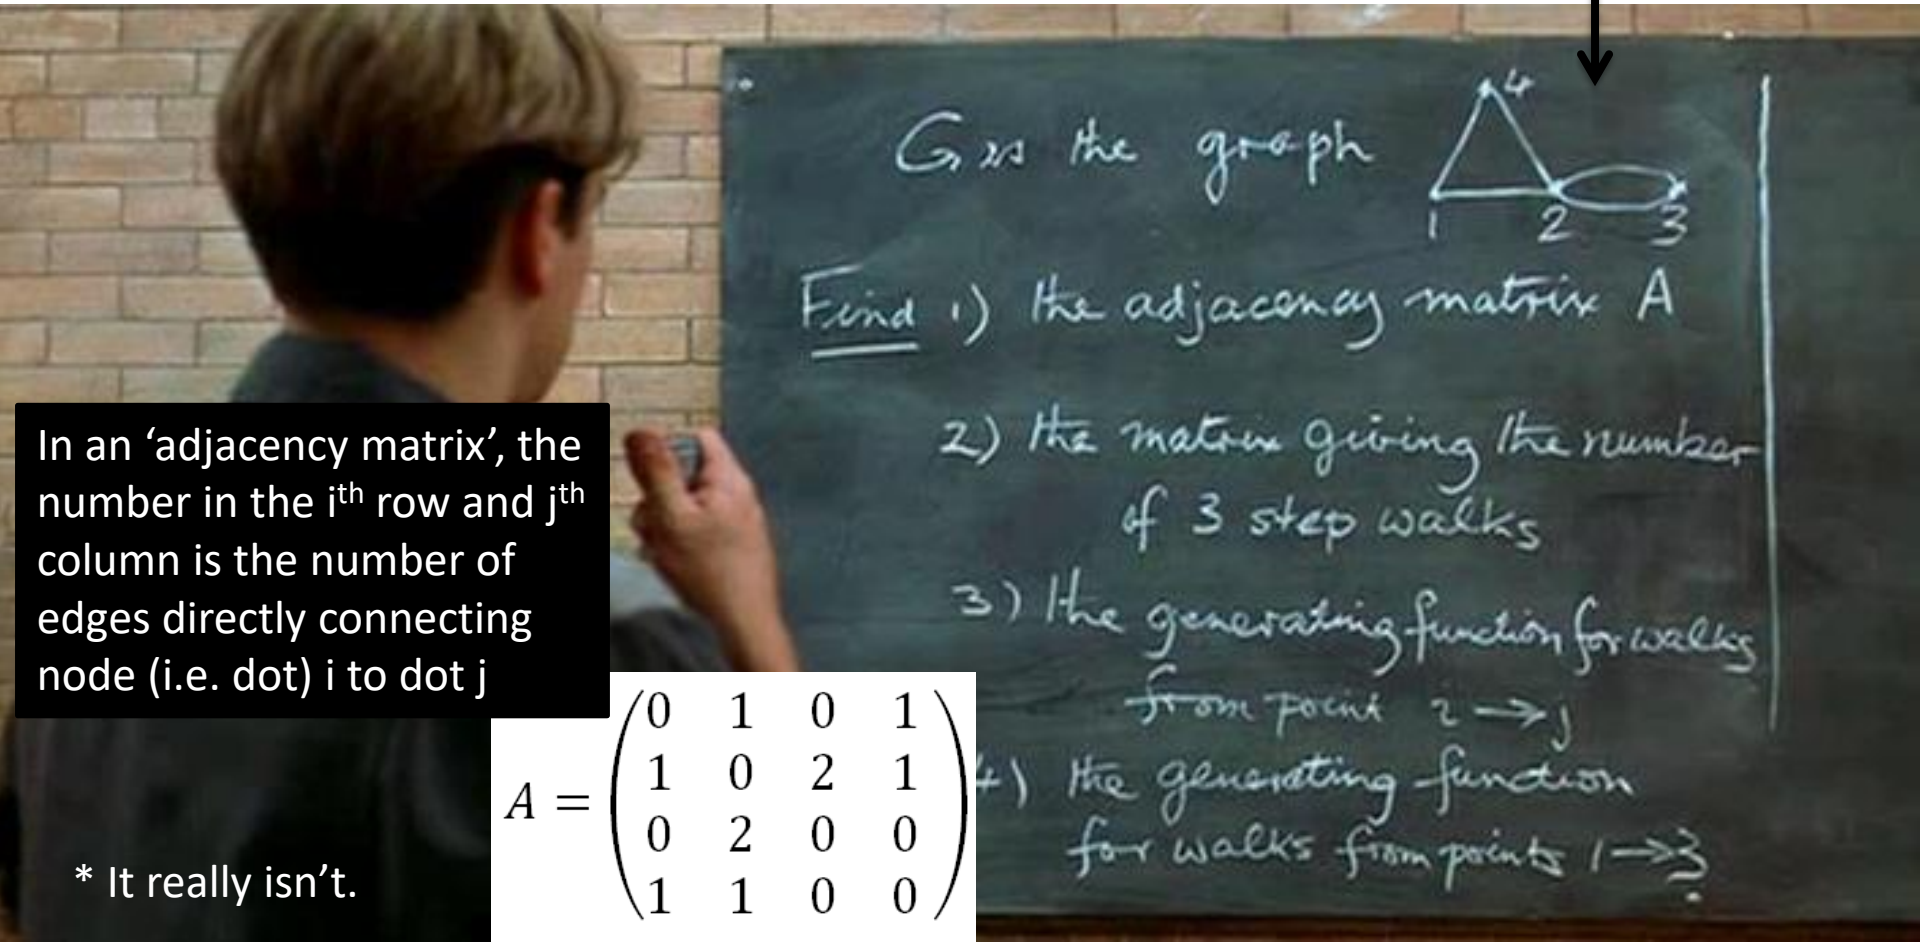 G is the graph
4
1 2 3
Find 1) the adjacency matrix A
2) the matrix giving the number
of 3 step walks
3) the generating function for walks
from point i → j
4) the generating function
for walks from points 1 → 3
In an ‘adjacency matrix’, the
number in the iᵗʰ row and jᵗʰ
column is the number of
edges directly connecting
node (i.e. dot) i to dot j
A = 
0 1 0 1
1 0 2 1
0 2 0 0
1 1 0 0
* It really isn’t.